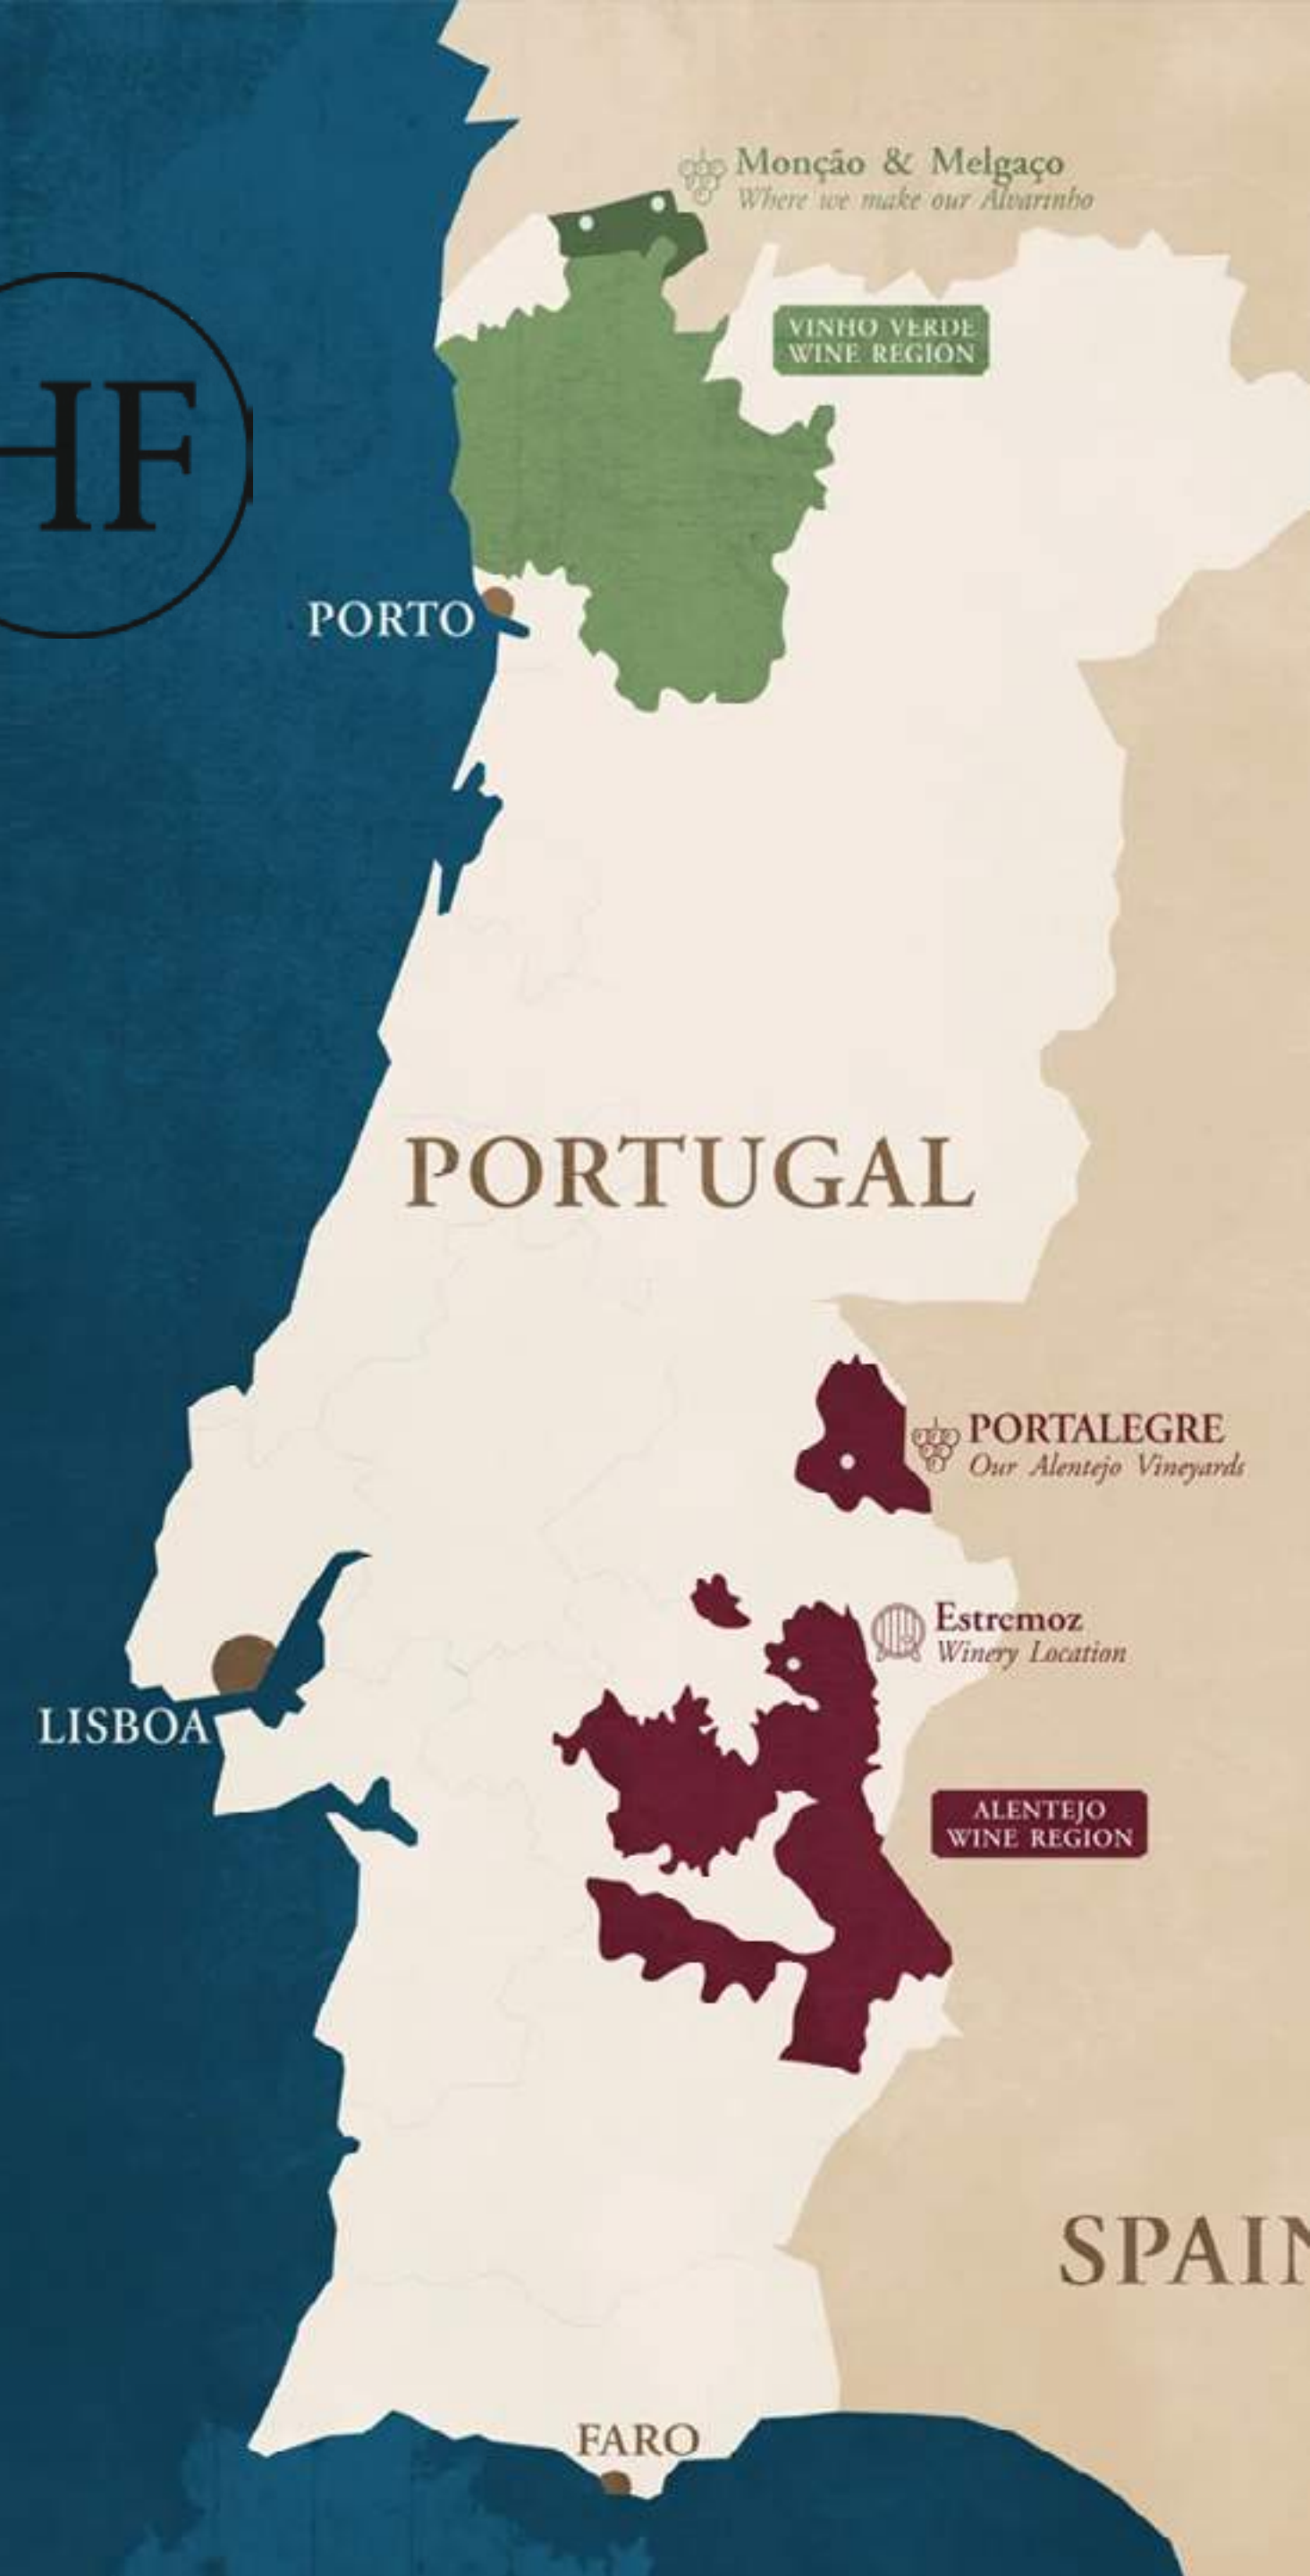 Monção & Melgaço
Where we make our Alvarinho
VINHO VERDE
WINE REGION
HF
PORTO
PORTUGAL
PORTALEGRE
Our Alentejo Vineyards
Estremoz
Winery Location
LISBOA
ALENTEJO
WINE REGION
SPAIN
FARO